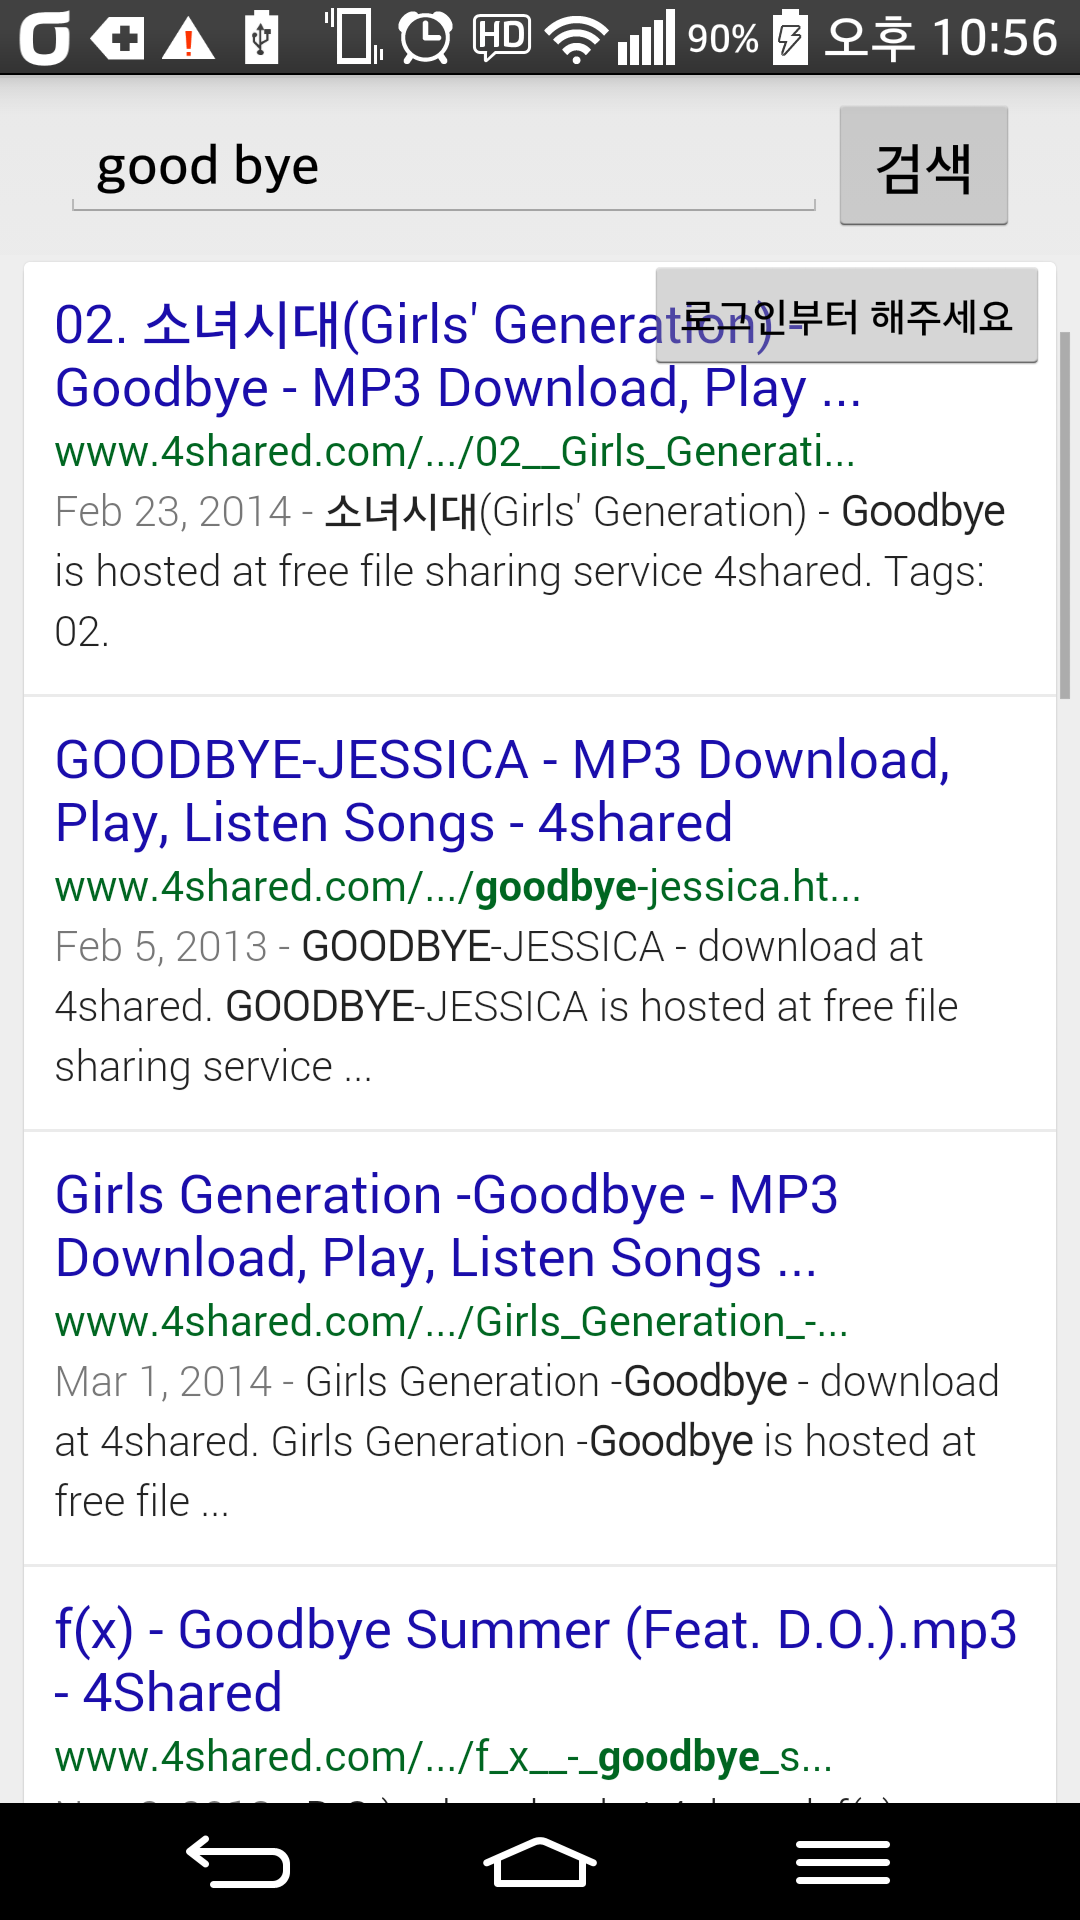 90% 오후 10:56
good bye
검색
로그인부터 해주세요
02. 소녀시대(Girls' Generation) -
Goodbye - MP3 Download, Play ...
www.4shared.com/.../02__Girls_Generati...
Feb 23, 2014 - 소녀시대(Girls' Generation) - Goodbye
is hosted at free file sharing service 4shared. Tags:
02.
GOODBYE-JESSICA - MP3 Download,
Play, Listen Songs - 4shared
www.4shared.com/.../goodbye-jessica.ht...
Feb 5, 2013 - GOODBYE-JESSICA - download at
4shared. GOODBYE-JESSICA is hosted at free file
sharing service ...
Girls Generation -Goodbye - MP3
Download, Play, Listen Songs ...
www.4shared.com/.../Girls_Generation_-...
Mar 1, 2014 - Girls Generation -Goodbye - download
at 4shared. Girls Generation -Goodbye is hosted at
free file ...
f(x) - Goodbye Summer (Feat. D.O.).mp3
- 4Shared
www.4shared.com/.../f_x__-_goodbye_s...